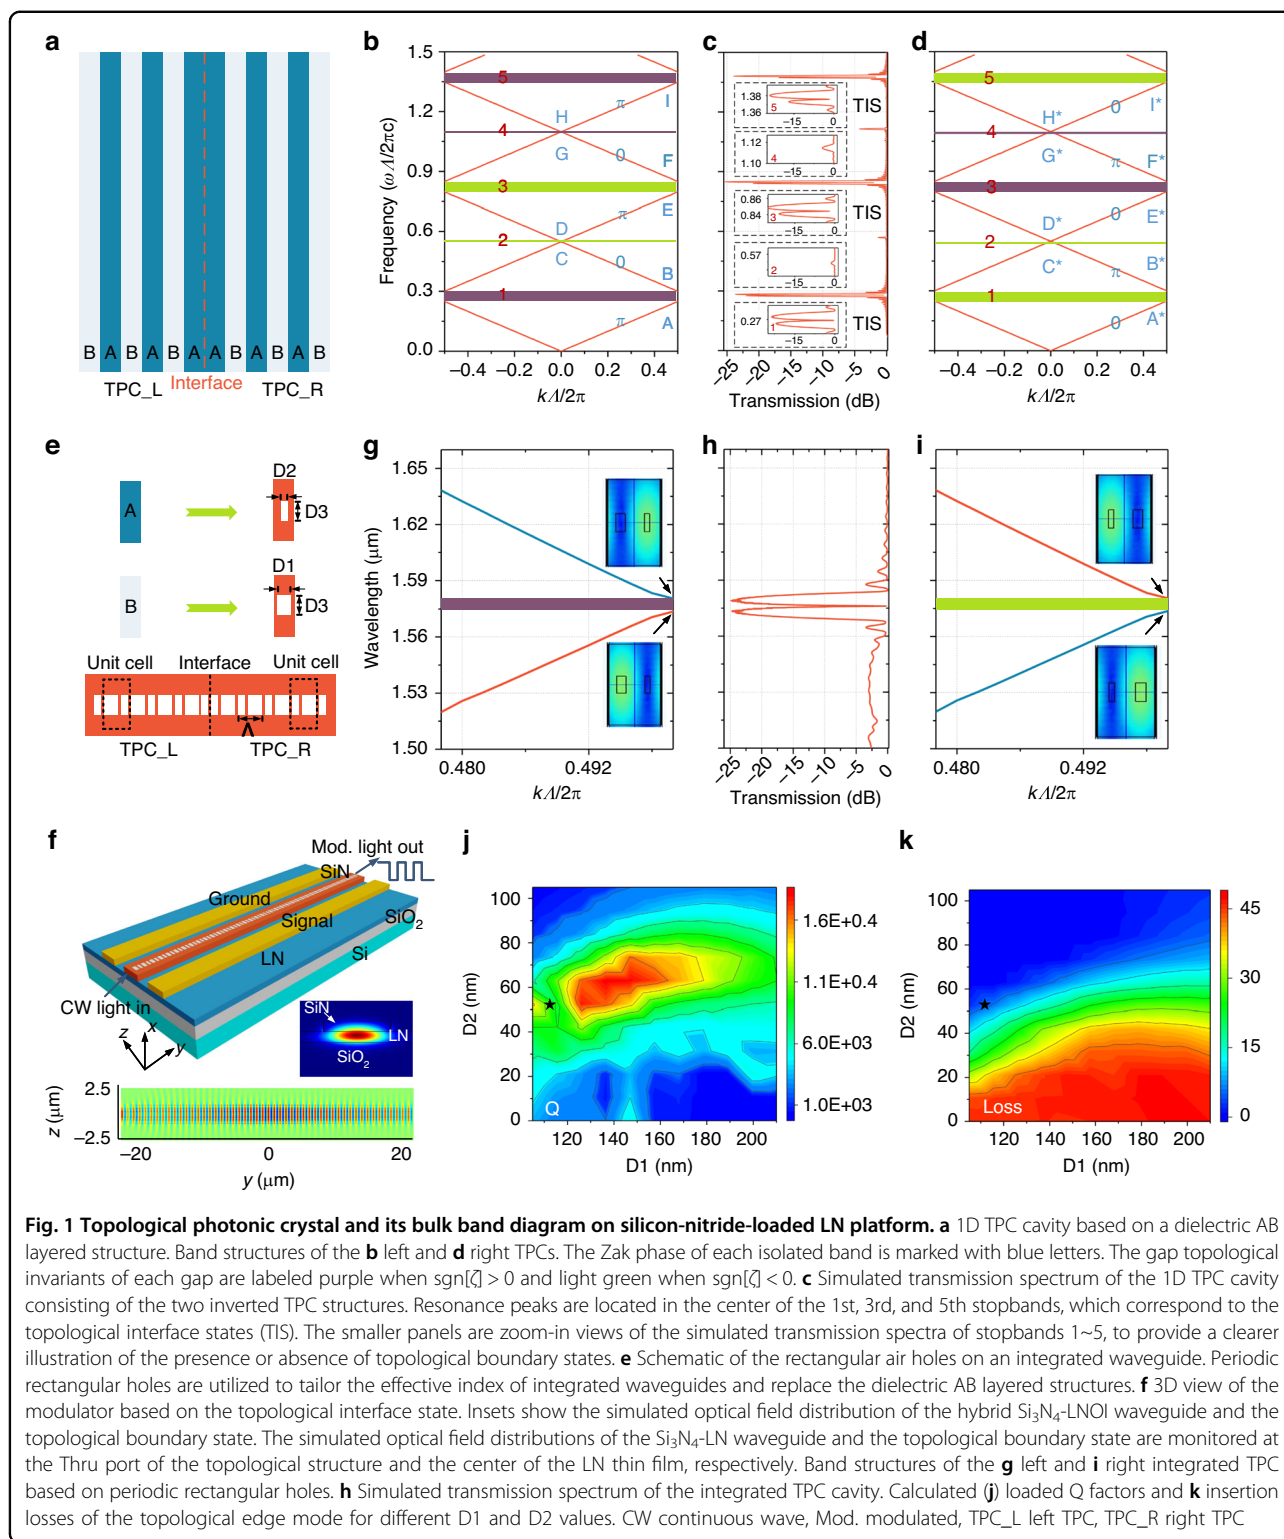 a
B A B A B A A B A B A B
TPC_L Interface TPC_R
b
Frequency (ωΛ/2πc)
1.5
1.2
0.9
0.6
0.3
0.0
5
π I
H
4
G 0 F
3
D π E
2
C 0 B
1
π A
−0.4 −0.2 0.0 0.2 0.4
kΛ/2π
c
1.38
1.36
5
−15 0
TIS
1.12
1.10
4
−15 0
0.86
0.84
3
−15 0
TIS
0.57
2
−15 0
0.27
1
−15 0
TIS
−25 −20 −15 −10 −5 0
Transmission (dB)
d
5
0 I*
H*
4
G* π F*
3
D* 0 E*
2
C* π B*
1
0 A*
−0.4 −0.2 0.0 0.2 0.4
kΛ/2π
e
A
D2
D3
B
D1
D3
Unit cell Interface Unit cell
Λ
TPC_L TPC_R
g
Wavelength (μm)
1.65
1.62
1.59
1.56
1.53
1.50
0.480 0.492
kΛ/2π
h
−25 −20 −15 −10 −5 0
Transmission (dB)
i
0.480 0.492
kΛ/2π
f
Mod. light out
SiN
Ground
Signal
SiO2
LN
Si
CW light in
z x y
SiN
LN
SiO2
z (μm)
2.5
−2.5
−20 0 22
y (μm)
j
D2 (nm)
100
80
60
40
20
0
Q
120 140 160 180 200
D1 (nm)
1.6E+0.4
1.1E+0.4
6.0E+03
1.0E+03
k
D2 (nm)
100
80
60
40
20
0
Loss
120 140 160 180 200
D1 (nm)
45
30
15
0
Fig. 1 Topological photonic crystal and its bulk band diagram on silicon-nitride-loaded LN platform. a 1D TPC cavity based on a dielectric AB
layered structure. Band structures of the b left and d right TPCs. The Zak phase of each isolated band is marked with blue letters. The gap topological
invariants of each gap are labeled purple when sgn[ζ] > 0 and light green when sgn[ζ] < 0. c Simulated transmission spectrum of the 1D TPC cavity
consisting of the two inverted TPC structures. Resonance peaks are located in the center of the 1st, 3rd, and 5th stopbands, which correspond to the
topological interface states (TIS). The smaller panels are zoom-in views of the simulated transmission spectra of stopbands 1~5, to provide a clearer
illustration of the presence or absence of topological boundary states. e Schematic of the rectangular air holes on an integrated waveguide. Periodic
rectangular holes are utilized to tailor the effective index of integrated waveguides and replace the dielectric AB layered structures. f 3D view of the
modulator based on the topological interface state. Insets show the simulated optical field distribution of the hybrid Si3N4-LNOI waveguide and the
topological boundary state. The simulated optical field distributions of the Si3N4-LN waveguide and the topological boundary state are monitored at
the Thru port of the topological structure and the center of the LN thin film, respectively. Band structures of the g left and i right integrated TPC
based on periodic rectangular holes. h Simulated transmission spectrum of the integrated TPC cavity. Calculated (j) loaded Q factors and k insertion
losses of the topological edge mode for different D1 and D2 values. CW continuous wave, Mod. modulated, TPC_L left TPC, TPC_R right TPC